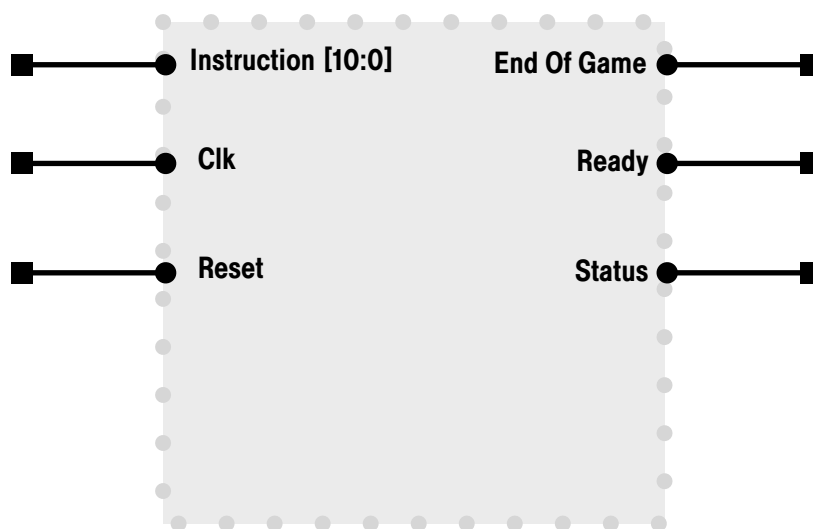 Instruction [10:0] End Of Game
Clk Ready
Reset Status